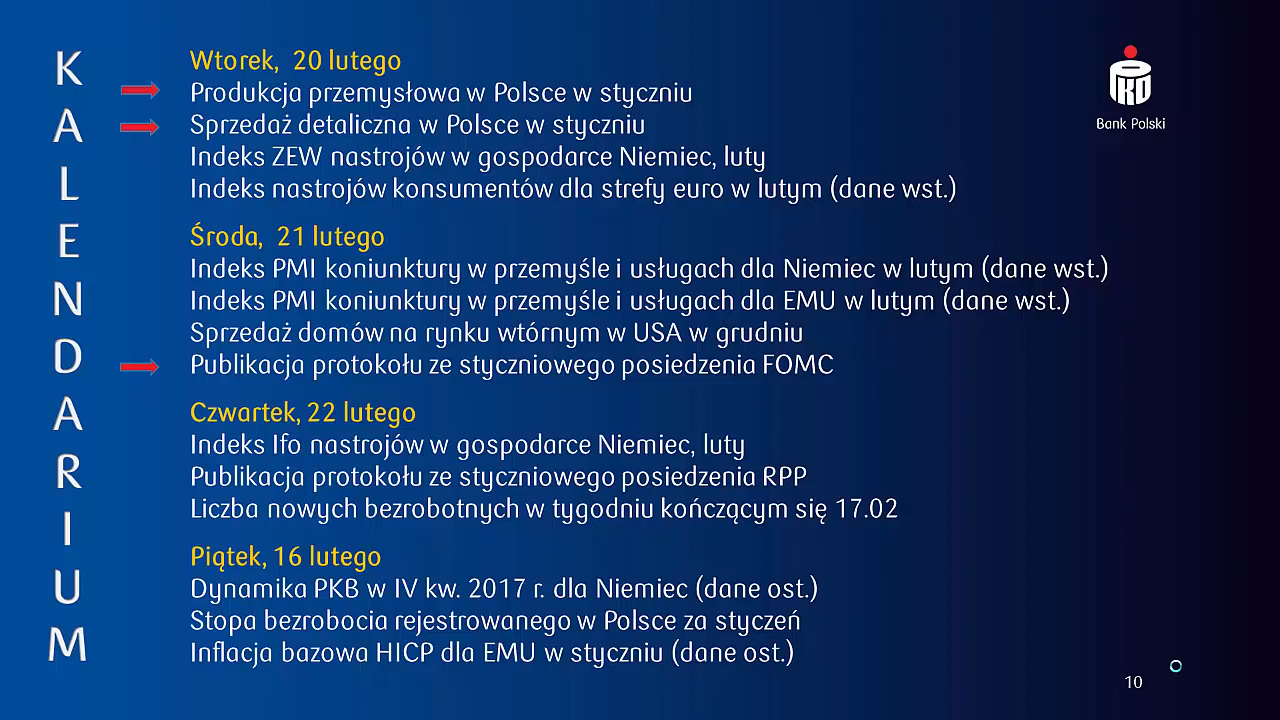 KALENDARIUM
Wtorek, 20 lutego
Produkcja przemysłowa w Polsce w styczniu
Sprzedaż detaliczna w Polsce w styczniu
Indeks ZEW nastrojów w gospodarce Niemiec, luty
Indeks nastrojów konsumentów dla strefy euro w lutym (dane wst.)
Środa, 21 lutego
Indeks PMI koniunktury w przemyśle i usługach dla Niemiec w lutym (dane wst.)
Indeks PMI koniunktury w przemyśle i usługach dla EMU w lutym (dane wst.)
Sprzedaż domów na rynku wtórnym w USA w grudniu
Publikacja protokołu ze styczniowego posiedzenia FOMC
Czwartek, 22 lutego
Indeks Ifo nastrojów w gospodarce Niemiec, luty
Publikacja protokołu ze styczniowego posiedzenia RPP
Liczba nowych bezrobotnych w tygodniu kończącym się 17.02
Piątek, 16 lutego
Dynamika PKB w IV kw. 2017 r. dla Niemiec (dane ost.)
Stopa bezrobocia rejestrowanego w Polsce za styczeń
Inflacja bazowa HICP dla EMU w styczniu (dane ost.)
PKO
Bank Polski
10